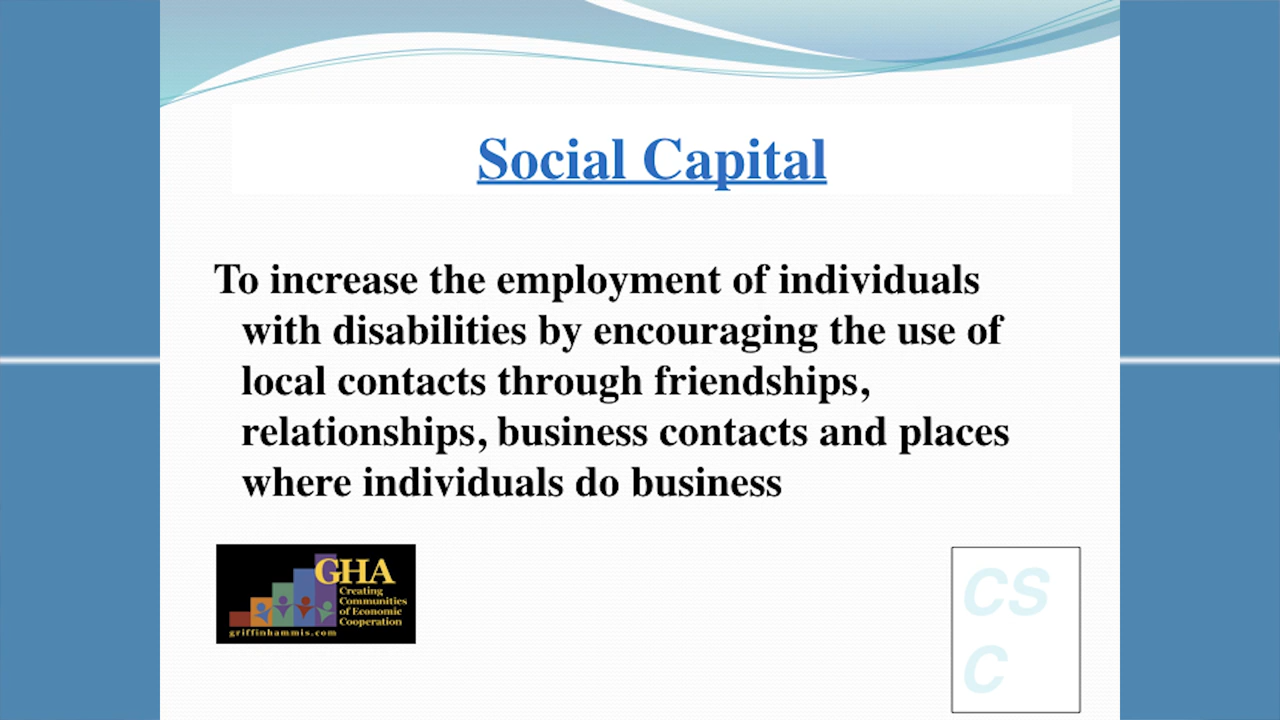 Social Capital
To increase the employment of individuals
with disabilities by encouraging the use of
local contacts through friendships,
relationships, business contacts and places
where individuals do business
GHA
Creating
Communities
of Economic
Cooperation
griffinhammis.com
CS
C